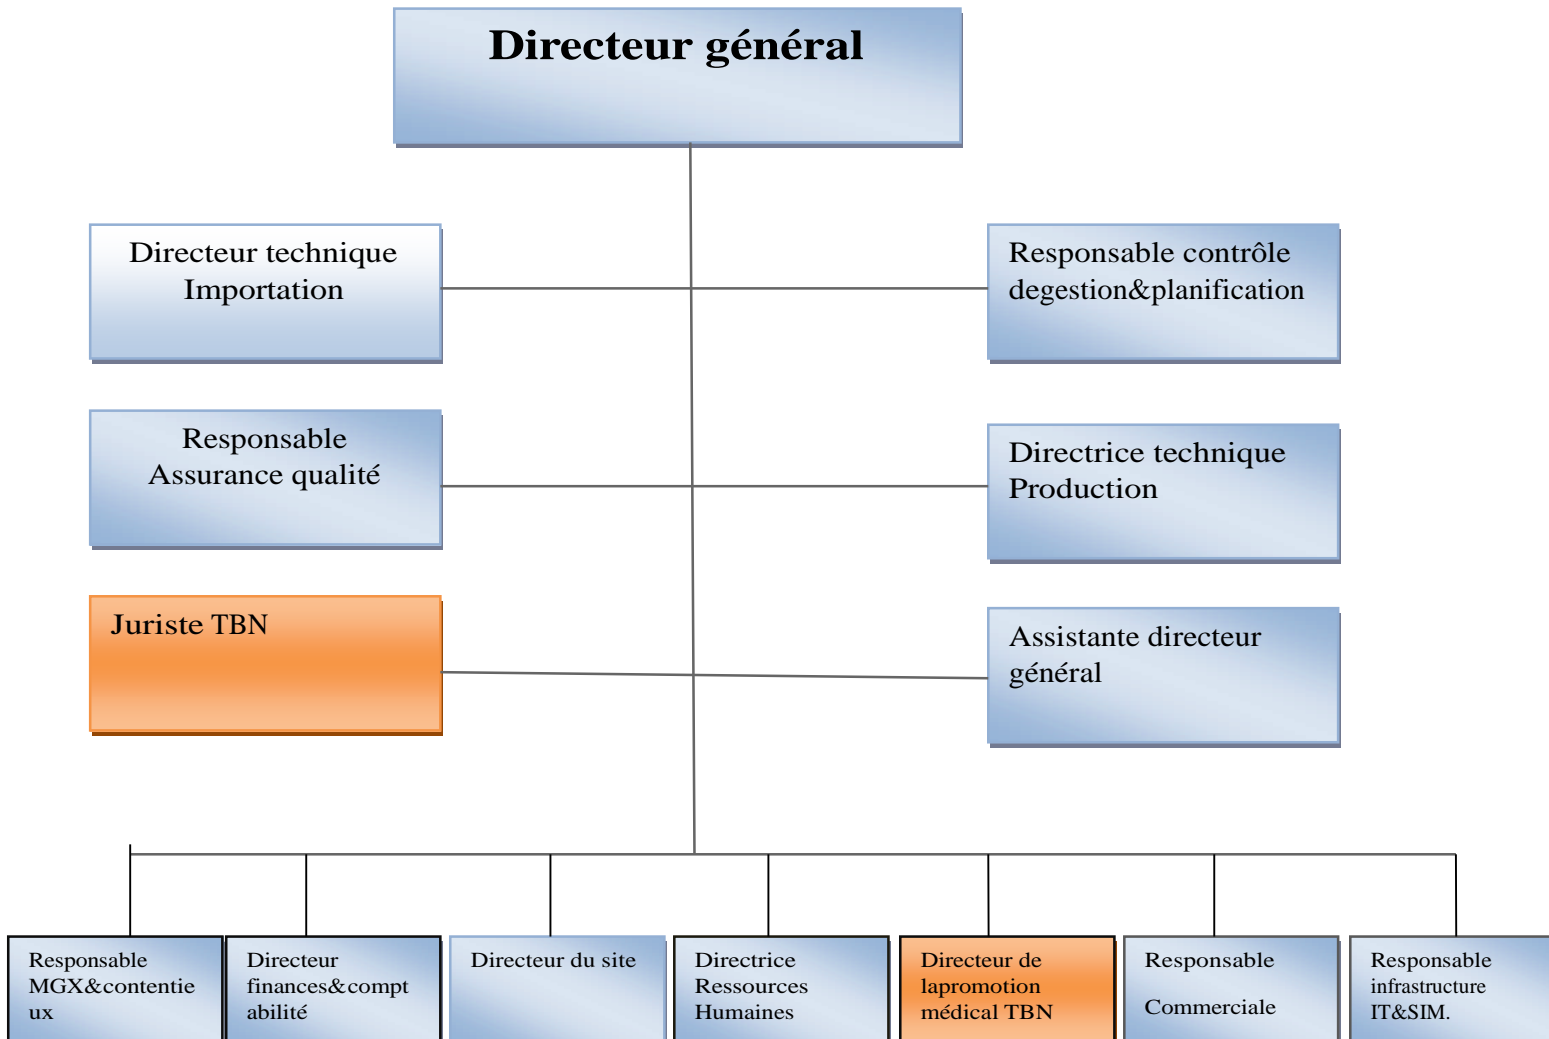 Directeur général
Directeur technique
Importation
Responsable contrôle
degestion&planification
Responsable
Assurance qualité
Directrice technique
Production
Juriste TBN
Assistante directeur
général
Responsable
MGX&contentie
ux
Directeur
finances&compt
abilité
Directeur du site
Directrice
Ressources
Humaines
Directeur de
lapromotion
médical TBN
Responsable
Commerciale
Responsable
infrastructure
IT&SIM.